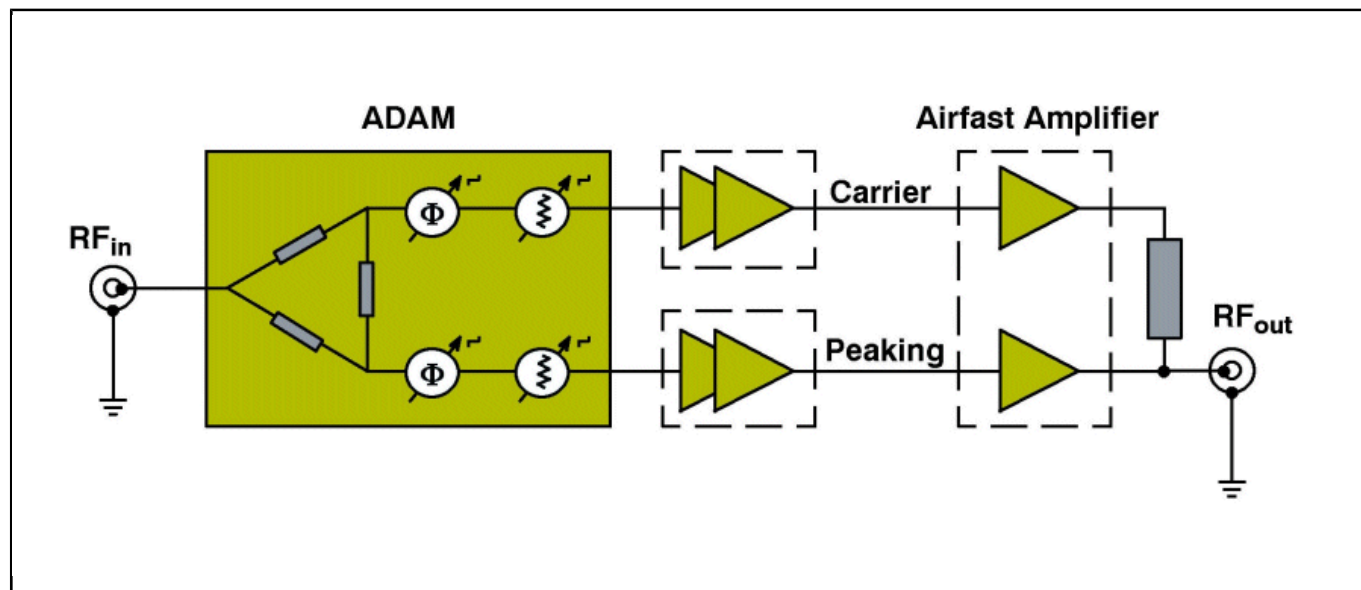 ADAM
Airfast Amplifier
RFin
Φ
Carrier
Φ
Peaking
RFout